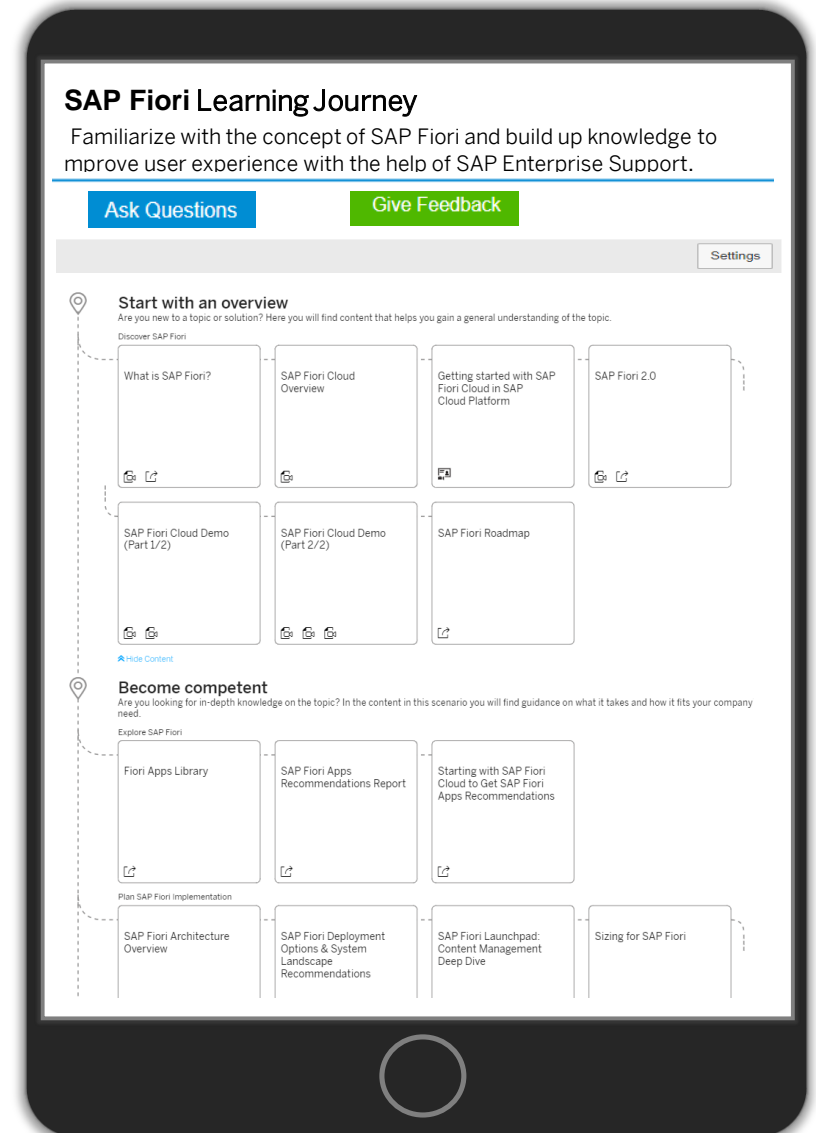 SAP Fiori Learning Journey
Familiarize with the concept of SAP Fiori and build up knowledge to
mprove user experience with the help of SAP Enterprise Support.
Ask Questions
Give Feedback
Settings
Start with an overview
Are you new to a topic or solution? Here you will find content that helps you gain a general understanding of the topic.
Discover SAP Fiori
What is SAP Fiori?
SAP Fiori Cloud
Overview
Getting started with SAP
Fiori Cloud in SAP
Cloud Platform
SAP Fiori 2.0
SAP Fiori Cloud Demo
(Part 1/2)
SAP Fiori Cloud Demo
(Part 2/2)
SAP Fiori Roadmap
Hide Content
Become competent
Are you looking for in-depth knowledge on the topic? In the content in this scenario you will find guidance on what it takes and how it fits your company
need.
Explore SAP Fiori
Fiori Apps Library
SAP Fiori Apps
Recommendations Report
Starting with SAP Fiori
Cloud to Get SAP Fiori
Apps Recommendations
Plan SAP Fiori Implementation
SAP Fiori Architecture
Overview
SAP Fiori Deployment
Options & System
Landscape
Recommendations
SAP Fiori Launchpad:
Content Management
Deep Dive
Sizing for SAP Fiori